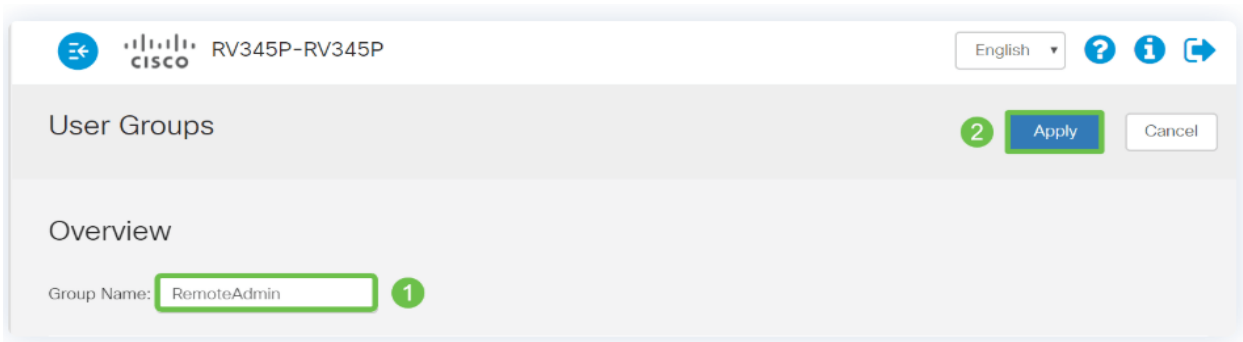 CISCO RV345P-RV345P English
User Groups 2 Apply Cancel
Overview
Group Name: RemoteAdmin 1